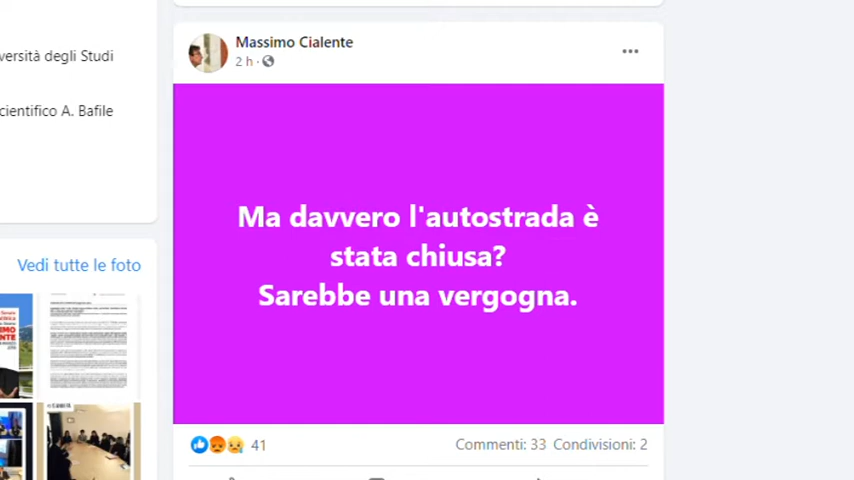 versità degli Studi
cientifico A. Bafile
Vedi tutte le foto
Massimo Cialente
2 h ·
Ma davvero l'autostrada è
stata chiusa?
Sarebbe una vergogna.
41
Commenti: 33 Condivisioni: 2